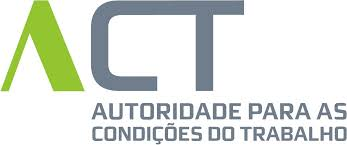 ACT
AUTORIDADE PARA AS
CONDIÇÕES DO TRABALHO